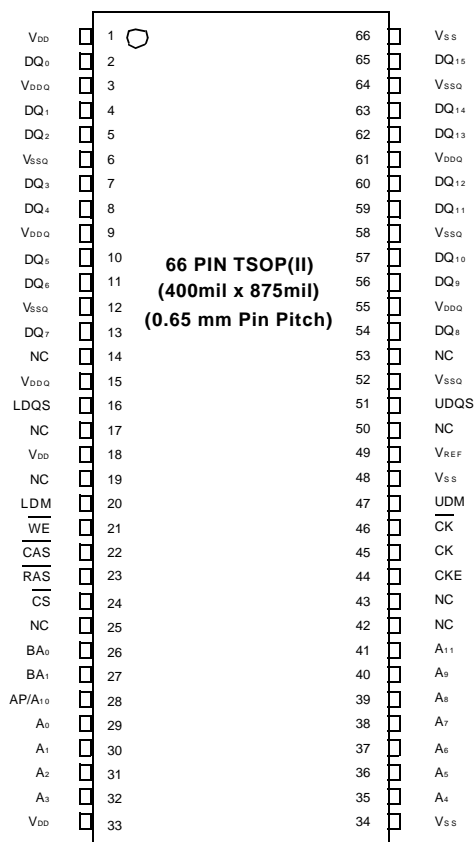 VDD 1 66 VSS
DQ0 2 65 DQ15
VDDQ 3 64 VSSQ
DQ1 4 63 DQ14
DQ2 5 62 DQ13
VSSQ 6 61 VDDQ
DQ3 7 60 DQ12
DQ4 8 59 DQ11
VDDQ 9 58 VSSQ
DQ5 10 57 DQ10
66 PIN TSOP(II)
DQ6 11 56 DQ9
(400mil x 875mil)
VSSQ 12 55 VDDQ
(0.65 mm Pin Pitch)
DQ7 13 54 DQ8
NC 14 53 NC
VDDQ 15 52 VSSQ
LDQS 16 51 UDQS
NC 17 50 NC
VDD 18 49 VREF
NC 19 48 VSS
LDM 20 47 UDM
W̅E̅ 21 46 C̅K̅
C̅A̅S̅ 22 45 CK
R̅A̅S̅ 23 44 CKE
C̅S̅ 24 43 NC
NC 25 42 NC
BA0 26 41 A11
BA1 27 40 A9
AP/A10 28 39 A8
A0 29 38 A7
A1 30 37 A6
A2 31 36 A5
A3 32 35 A4
VDD 33 34 VSS